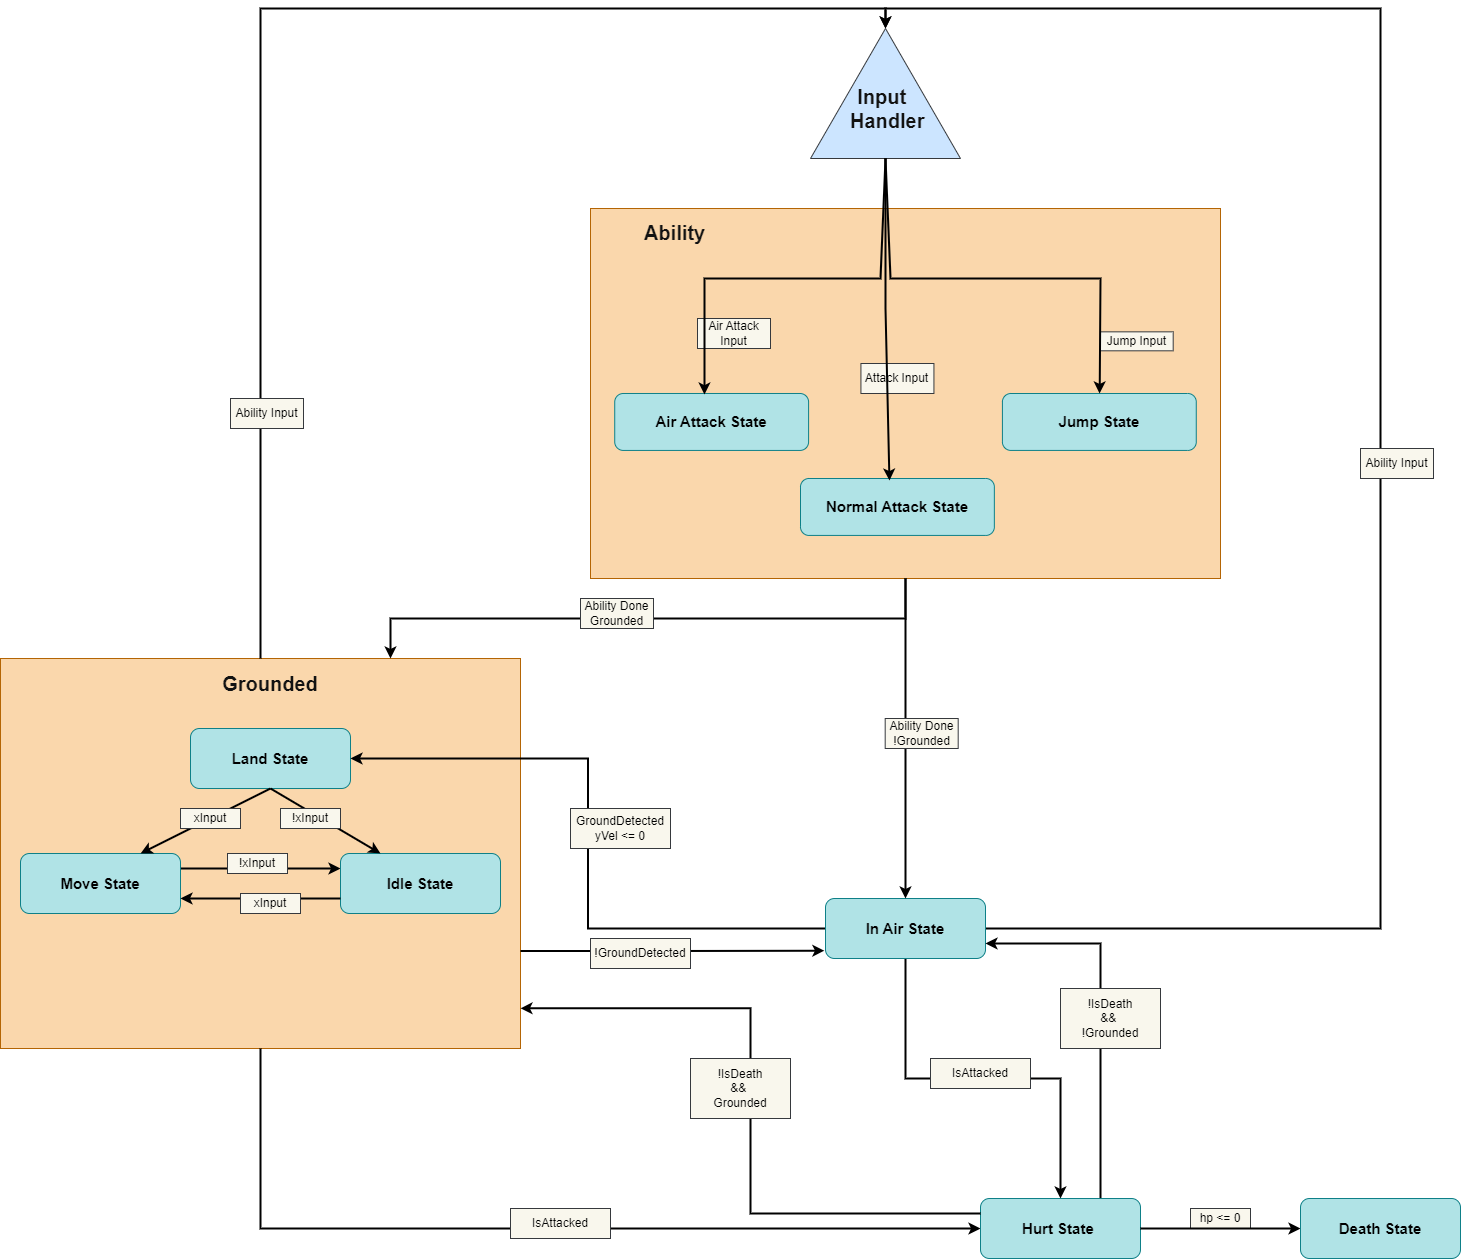 Input
Handler
Ability
Air Attack
Input
Jump Input
Attack Input
Air Attack State
Jump State
Ability Input
Ability Input
Normal Attack State
Ability Done
Grounded
Grounded
Ability Done
!Grounded
Land State
xInput
!xInput
GroundDetected
yVel <= 0
!xInput
Move State
Idle State
xInput
In Air State
!GroundDetected
!IsDeath
&&
!Grounded
!IsDeath
&&
Grounded
IsAttacked
IsAttacked
Hurt State
hp <= 0
Death State